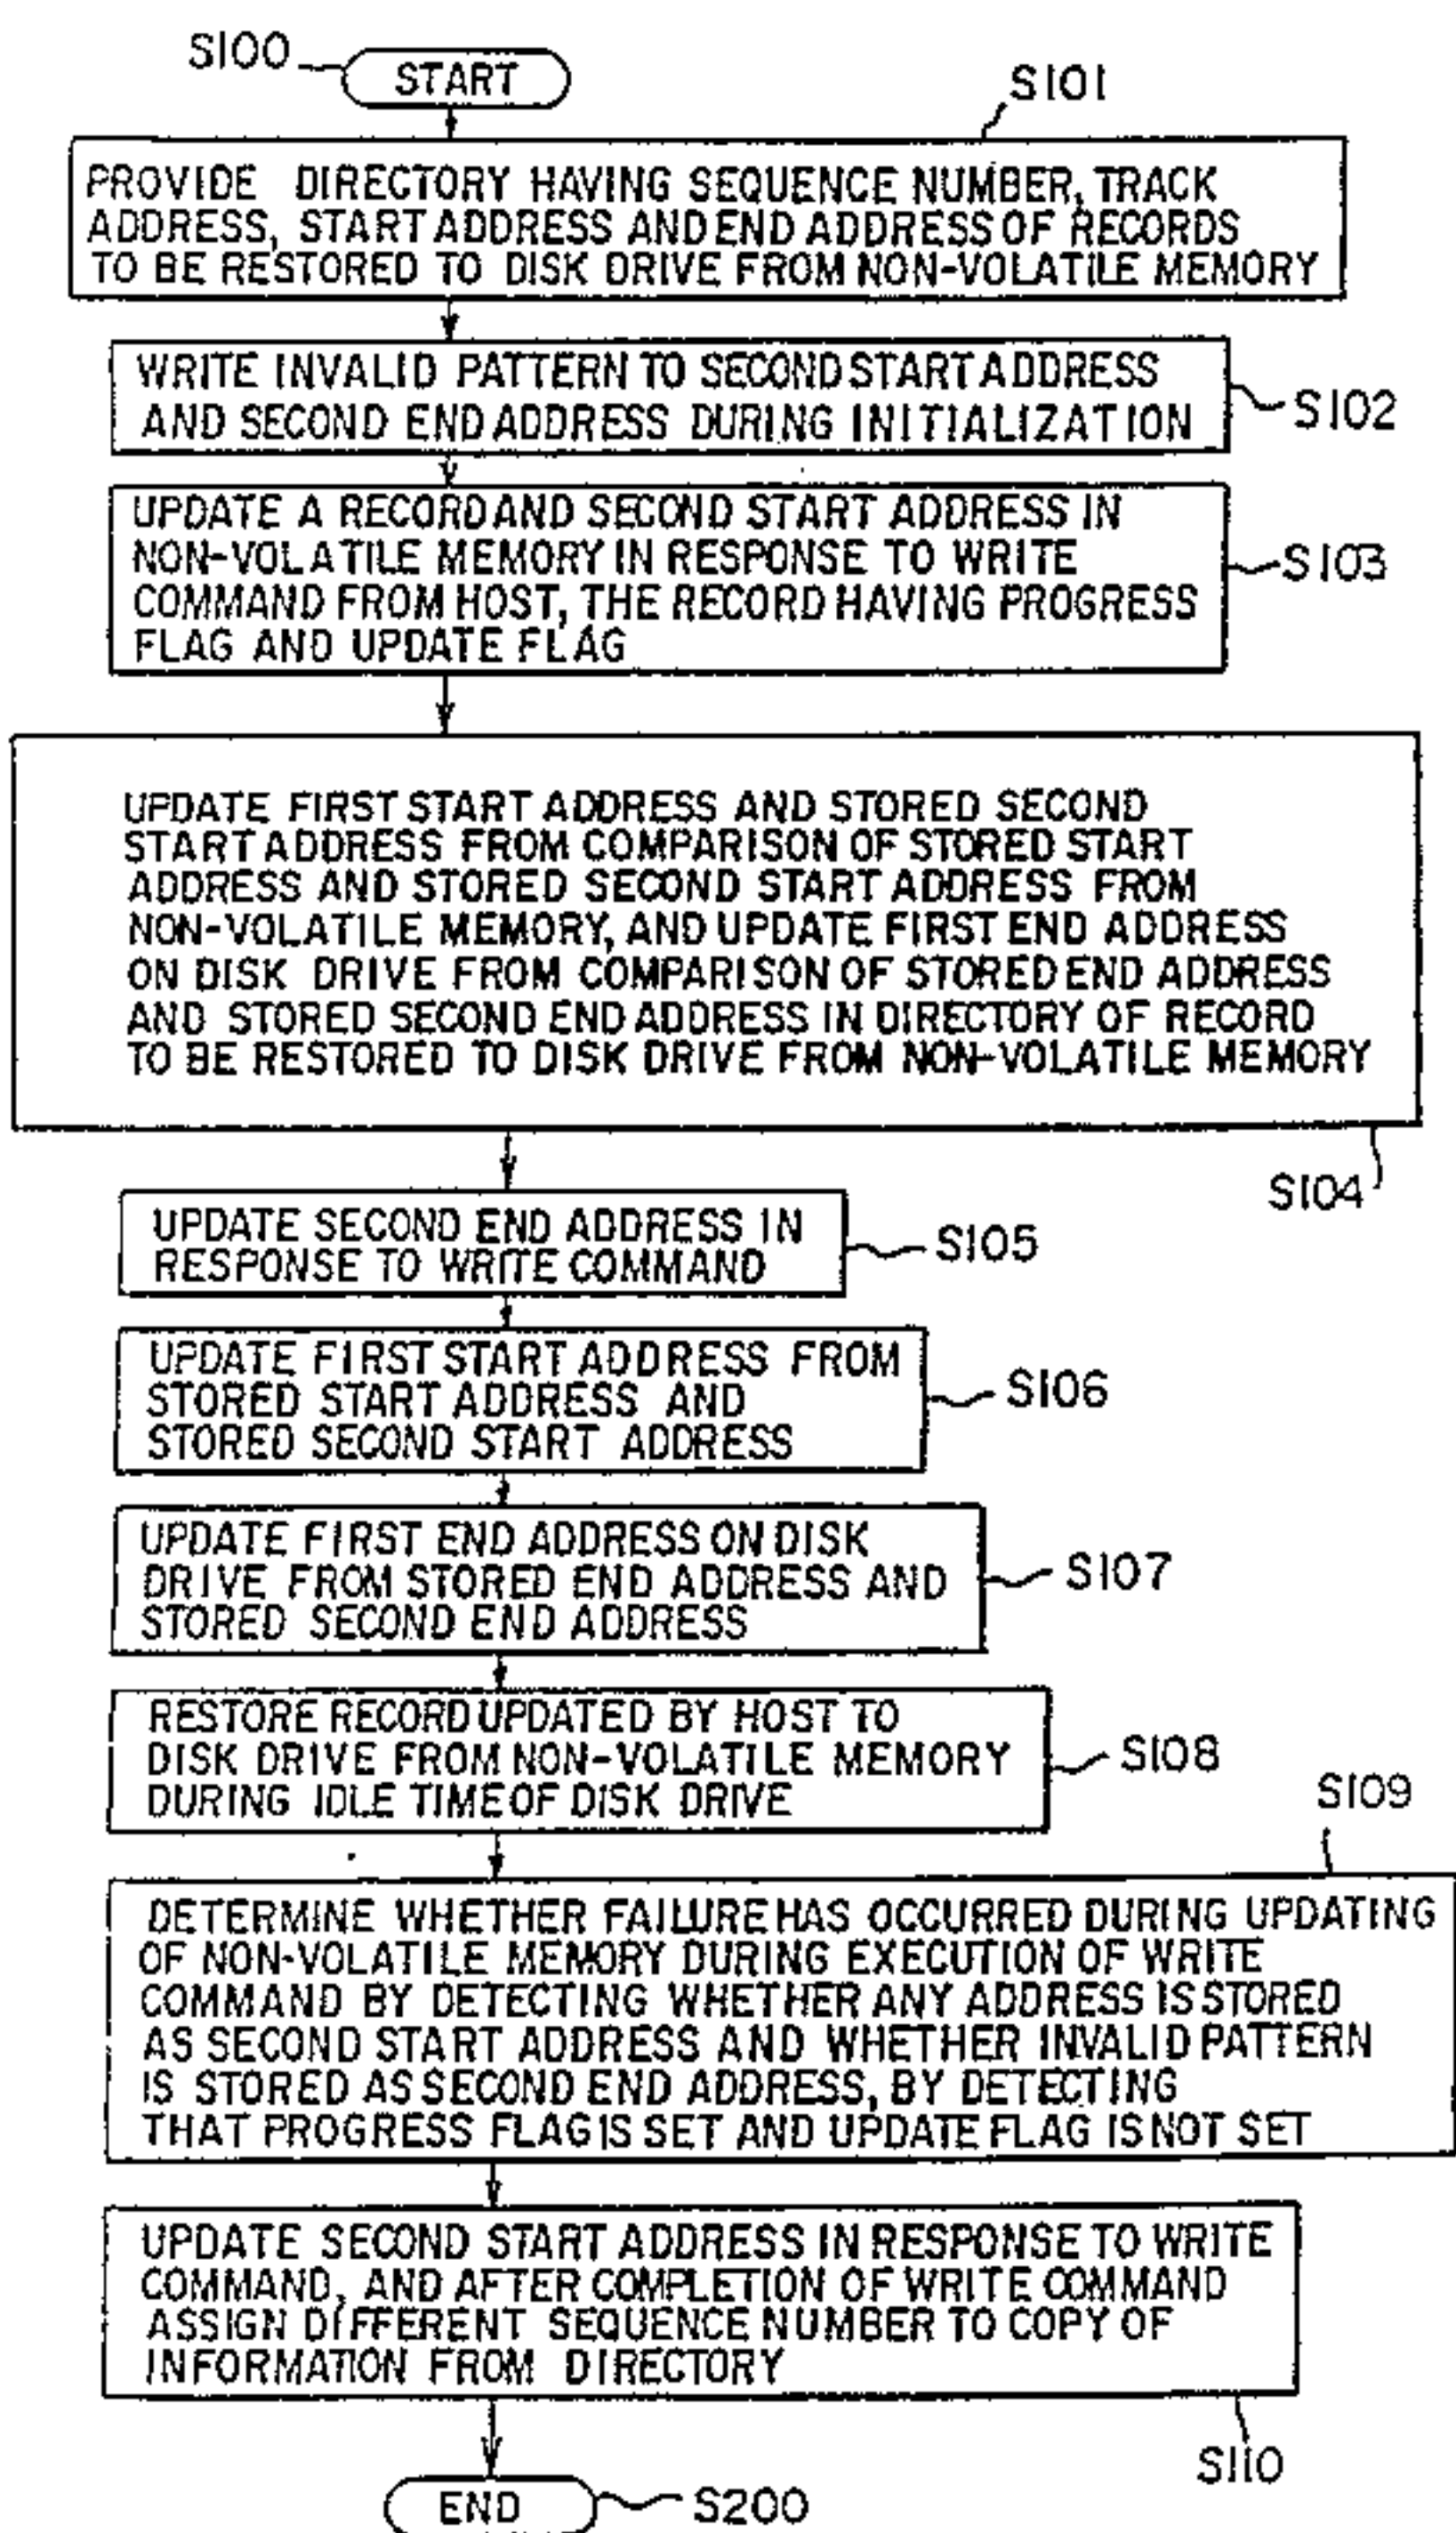 S100
START
S101
PROVIDE DIRECTORY HAVING SEQUENCE NUMBER, TRACK
ADDRESS, START ADDRESS AND END ADDRESS OF RECORDS
TO BE RESTORED TO DISK DRIVE FROM NON-VOLATILE MEMORY
WRITE INVALID PATTERN TO SECOND START ADDRESS
AND SECOND END ADDRESS DURING INITIALIZATION
S102
UPDATE A RECORD AND SECOND START ADDRESS IN
NON-VOLATILE MEMORY IN RESPONSE TO WRITE
COMMAND FROM HOST, THE RECORD HAVING PROGRESS
FLAG AND UPDATE FLAG
S103
UPDATE FIRST START ADDRESS AND STORED SECOND
START ADDRESS FROM COMPARISON OF STORED START
ADDRESS AND STORED SECOND START ADDRESS FROM
NON-VOLATILE MEMORY, AND UPDATE FIRST END ADDRESS
ON DISK DRIVE FROM COMPARISON OF STORED END ADDRESS
AND STORED SECOND END ADDRESS IN DIRECTORY OF RECORD
TO BE RESTORED TO DISK DRIVE FROM NON-VOLATILE MEMORY
S104
UPDATE SECOND END ADDRESS IN
RESPONSE TO WRITE COMMAND
S105
UPDATE FIRST START ADDRESS FROM
STORED START ADDRESS AND
STORED SECOND START ADDRESS
S106
UPDATE FIRST END ADDRESS ON DISK
DRIVE FROM STORED END ADDRESS AND
STORED SECOND END ADDRESS
S107
RESTORE RECORD UPDATED BY HOST TO
DISK DRIVE FROM NON-VOLATILE MEMORY
DURING IDLE TIME OF DISK DRIVE
S108
S109
DETERMINE WHETHER FAILURE HAS OCCURRED DURING UPDATING
OF NON-VOLATILE MEMORY DURING EXECUTION OF WRITE
COMMAND BY DETECTING WHETHER ANY ADDRESS IS STORED
AS SECOND START ADDRESS AND WHETHER INVALID PATTERN
IS STORED AS SECOND END ADDRESS, BY DETECTING
THAT PROGRESS FLAG IS SET AND UPDATE FLAG IS NOT SET
UPDATE SECOND START ADDRESS IN RESPONSE TO WRITE
COMMAND, AND AFTER COMPLETION OF WRITE COMMAND
ASSIGN DIFFERENT SEQUENCE NUMBER TO COPY OF
INFORMATION FROM DIRECTORY
S110
END
S200